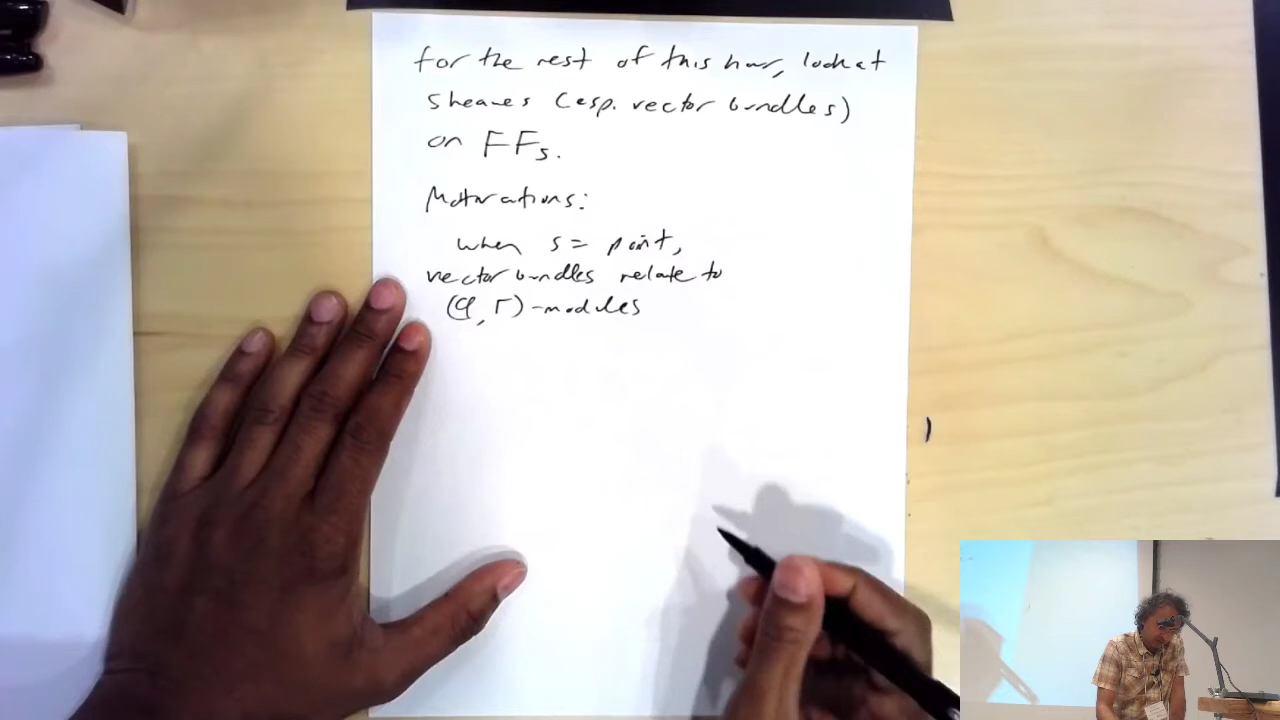 for the rest of this hour, look at
sheaves (esp. vector bundles)
on FF_S.
Motivations:
when S = point,
vector bundles relate to
(φ, Γ)-modules